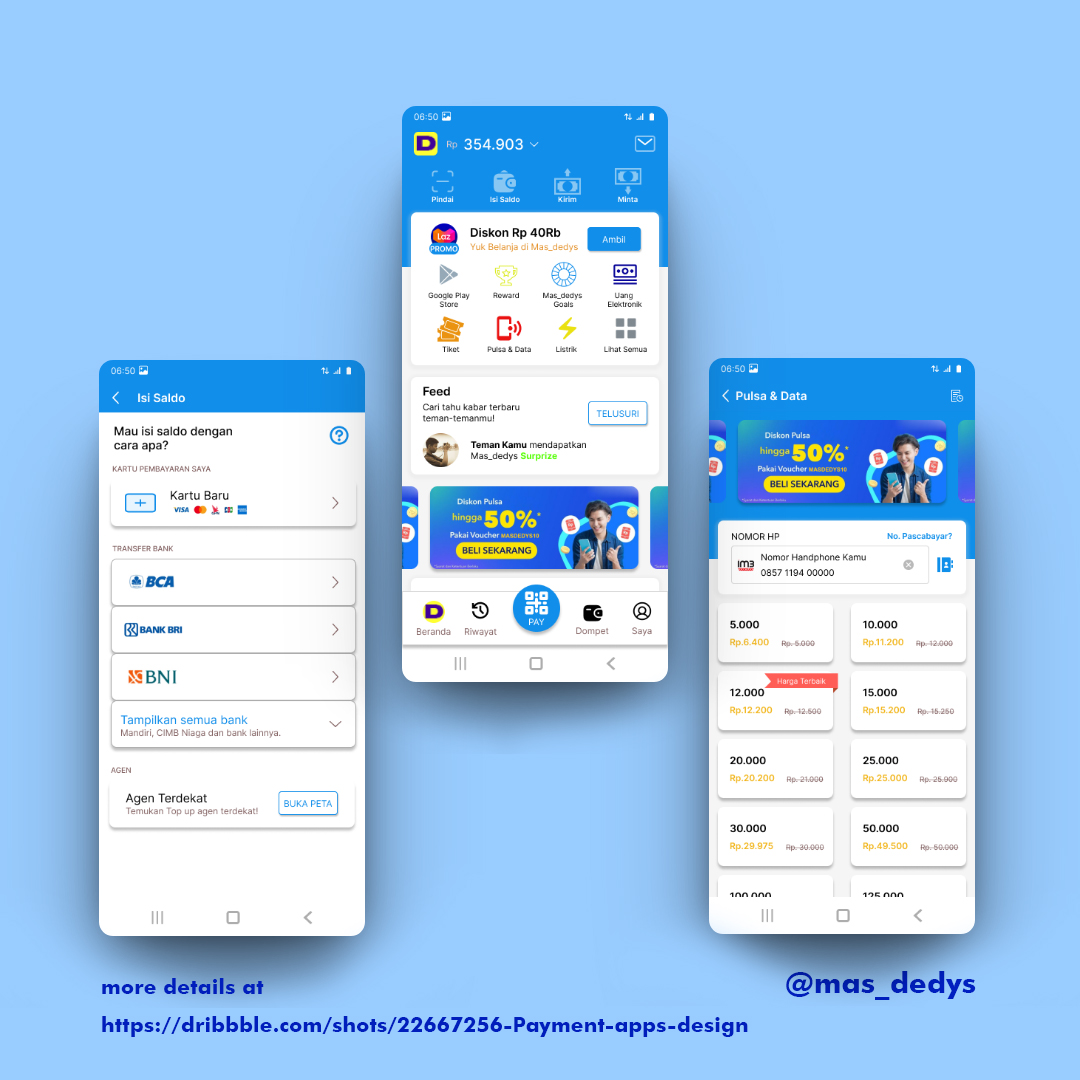 06:50
Rp 354.903
Pindai
Isi Saldo
Kirim
Minta
Laz
PROMO
Diskon Rp 40Rb
Yuk Belanja di Mas_dedys
Ambil
Google Play
Store
Reward
Mas_dedys
Goals
Uang
Elektronik
Tiket
Pulsa & Data
Listrik
Lihat Semua
Feed
Cari tahu kabar terbaru
teman-temanmu!
TELUSURI
Teman Kamu mendapatkan
Mas_dedys Surprize
Diskon Pulsa
hingga 50%*
Pakai Voucher MASDEDYS10
BELI SEKARANG
D
Beranda
Riwayat
PAY
Dompet
Saya
06:50
Isi Saldo
Mau isi saldo dengan
cara apa?
KARTU PEMBAYARAN SAYA
Kartu Baru
VISA
TRANSFER BANK
BCA
BANK BRI
BNI
Tampilkan semua bank
Mandiri, CIMB Niaga dan bank lainnya.
AGEN
Agen Terdekat
Temukan Top up agen terdekat!
BUKA PETA
06:50
Pulsa & Data
Diskon Pulsa
hingga 50%*
Pakai Voucher MASDEDYS10
BELI SEKARANG
NOMOR HP
No. Pascabayar?
IM3
Nomor Handphone Kamu
0857 1194 00000
5.000
Rp.6.400 Rp. 5.000
10.000
Rp.11.200 Rp. 12.000
Harga Terbaik
12.000
Rp.12.200 Rp. 12.500
15.000
Rp.15.200 Rp. 15.250
20.000
Rp.20.200 Rp. 21.000
25.000
Rp.25.000 Rp. 25.900
30.000
Rp.29.975 Rp. 30.000
50.000
Rp.49.500 Rp. 50.000
100.000
125.000
more details at
https://dribbble.com/shots/22667256-Payment-apps-design
@mas_dedys